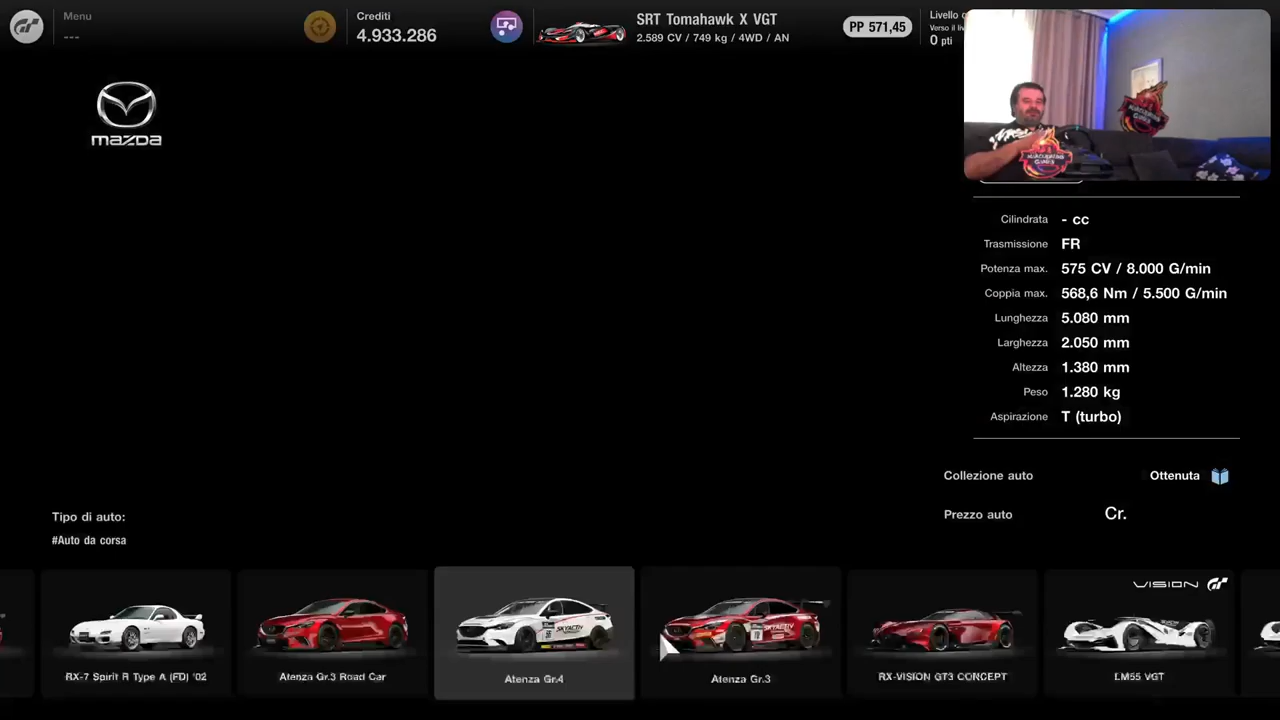 Menu
---
Crediti
4.933.286
SRT Tomahawk X VGT
2.589 CV / 749 kg / 4WD / AN
PP 571,45
Livello
Verso il
0 pti
mazda
Cilindrata - cc
Trasmissione FR
Potenza max. 575 CV / 8.000 G/min
Coppia max. 568,6 Nm / 5.500 G/min
Lunghezza 5.080 mm
Larghezza 2.050 mm
Altezza 1.380 mm
Peso 1.280 kg
Aspirazione T (turbo)
Collezione auto Ottenuta
Prezzo auto Cr.
Tipo di auto:
#Auto da corsa
VISION
SKYACTIV
SKYACTIV
RX-7 Spirit R Type A (FD) '02
Atenza Gr.3 Road Car
Atenza Gr.4
Atenza Gr.3
RX-VISION GT3 CONCEPT
LM55 VGT